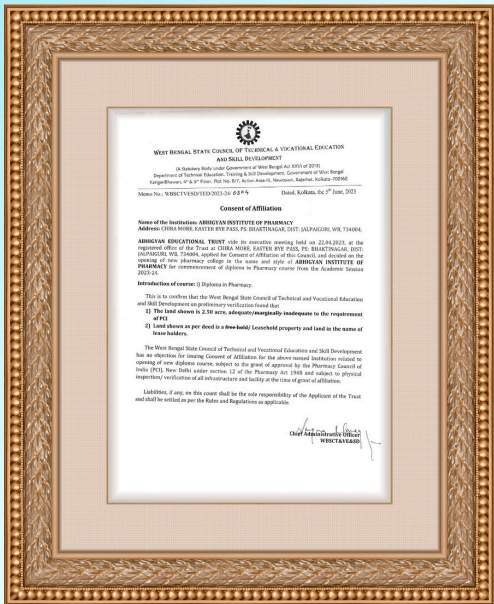 WEST BENGAL STATE COUNCIL OF TECHNICAL & VOCATIONAL EDUCATION
AND SKILL DEVELOPMENT
(A Statutory Body under Government of West Bengal Act XXVI of 2013)
Department of Technical Education, Training & Skill Development, Government of West Bengal
KarigariBhavan, 4th & 5th Floor, Plot No. B/7, Action Area-III, Newtown, Rajarhat, Kolkata-700160
Memo No.: WBSCTVESD/TED/2023-24/ 0304 Dated, Kolkata, the 5th June, 2023
Consent of Affiliation
Name of the Institution: ABHIGYAN INSTITUTE OF PHARMACY
Address: CHIRA MORE, EASTER BYE PASS, PS: BHAKTINAGAR, DIST: JALPAIGURI, WB, 734004.
ABHIGYAN EDUCATIONAL TRUST vide its executive meeting held on 22.04.2023, at the
registered office of the Trust at CHIRA MORE, EASTER BYE PASS, PS: BHAKTINAGAR, DIST:
JALPAIGURI, WB, 734004, applied for Consent of Affiliation of this Council, and decided on the
opening of new pharmacy college in the name and style of ABHIGYAN INSTITUTE OF
PHARMACY for commencement of diploma in Pharmacy course from the Academic Session
2023-24.
Introduction of course: i) Diploma in Pharmacy.
This is to confirm that the West Bengal State Council of Technical and Vocational Education
and Skill Development on preliminary verification found that
1) The land shown is 2.50 acre, adequate/marginally inadequate to the requirement
of PCI
2) Land shown as per deed is a free hold/ Leasehold property and land in the name of
lease holders.
The West Bengal State Council of Technical and Vocational Education and Skill Development
has no objection for issuing Consent of Affiliation for the above named Institution related to
opening of new diploma course, subject to the grant of approval by the Pharmacy Council of
India (PCI), New Delhi under section 12 of the Pharmacy Act 1948 and subject to physical
inspection/ verification of all infrastructure and facility at the time of grant of affiliation.
Liabilities, if any, on this count shall be the sole responsibility of the Applicant of the Trust
and shall be settled as per the Rules and Regulations as applicable.
Chief Administrative Officer
WBSCT&VE&SD